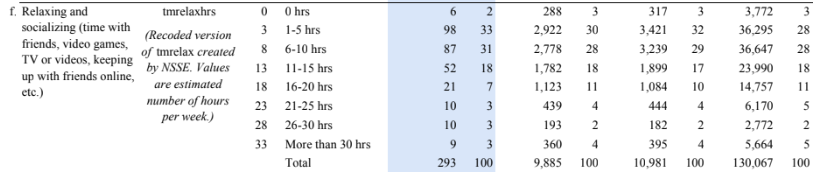 f. Relaxing and tmrelaxhrs 0 0 hrs 6 2 288 3 317 3 3,772 3
socializing (time with (Recoded version 3 1-5 hrs 98 33 2,922 30 3,421 32 36,295 28
friends, video games, of tmrelax created 8 6-10 hrs 87 31 2,778 28 3,239 29 36,647 28
TV or videos, keeping by NSSE. Values 13 11-15 hrs 52 18 1,782 18 1,899 17 23,990 18
up with friends online, are estimated 18 16-20 hrs 21 7 1,123 11 1,084 10 14,757 11
etc.) number of hours 23 21-25 hrs 10 3 439 4 444 4 6,170 5
per week.) 28 26-30 hrs 10 3 193 2 182 2 2,772 2
33 More than 30 hrs 9 3 360 4 395 4 5,664 5
Total 293 100 9,885 100 10,981 100 130,067 100